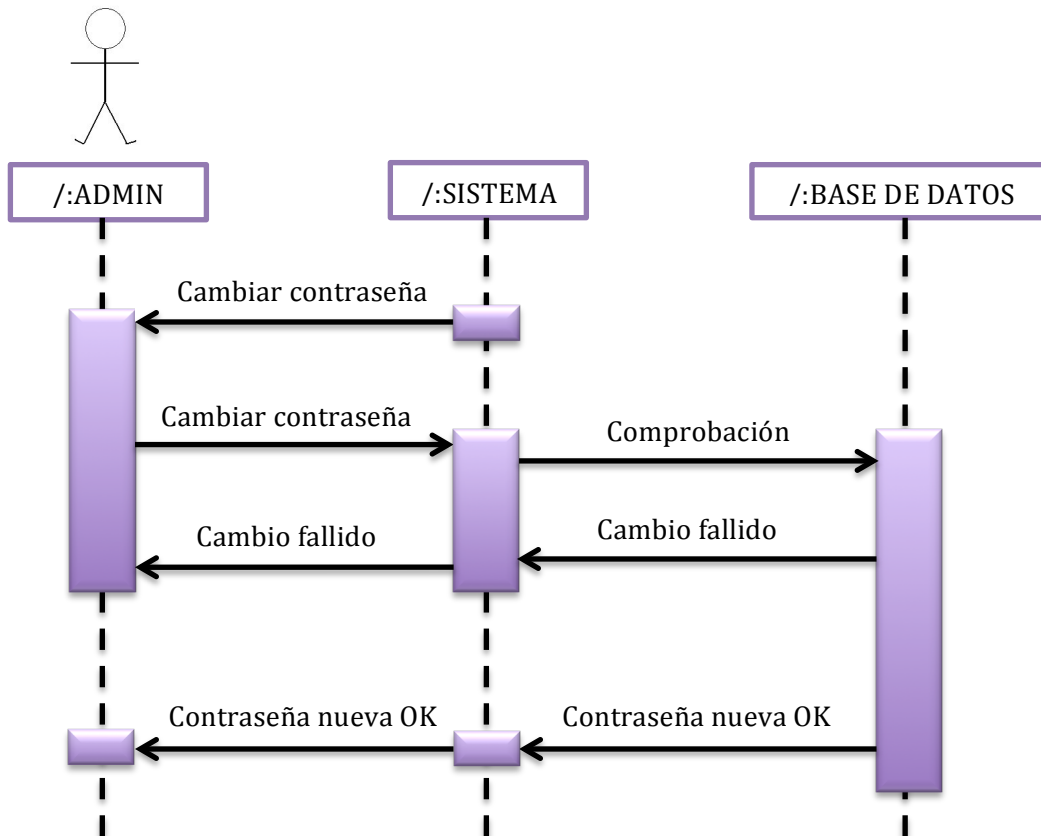 /:ADMIN
/:SISTEMA
/:BASE DE DATOS
Cambiar contraseña
Cambiar contraseña
Comprobación
Cambio fallido
Cambio fallido
Contraseña nueva OK
Contraseña nueva OK